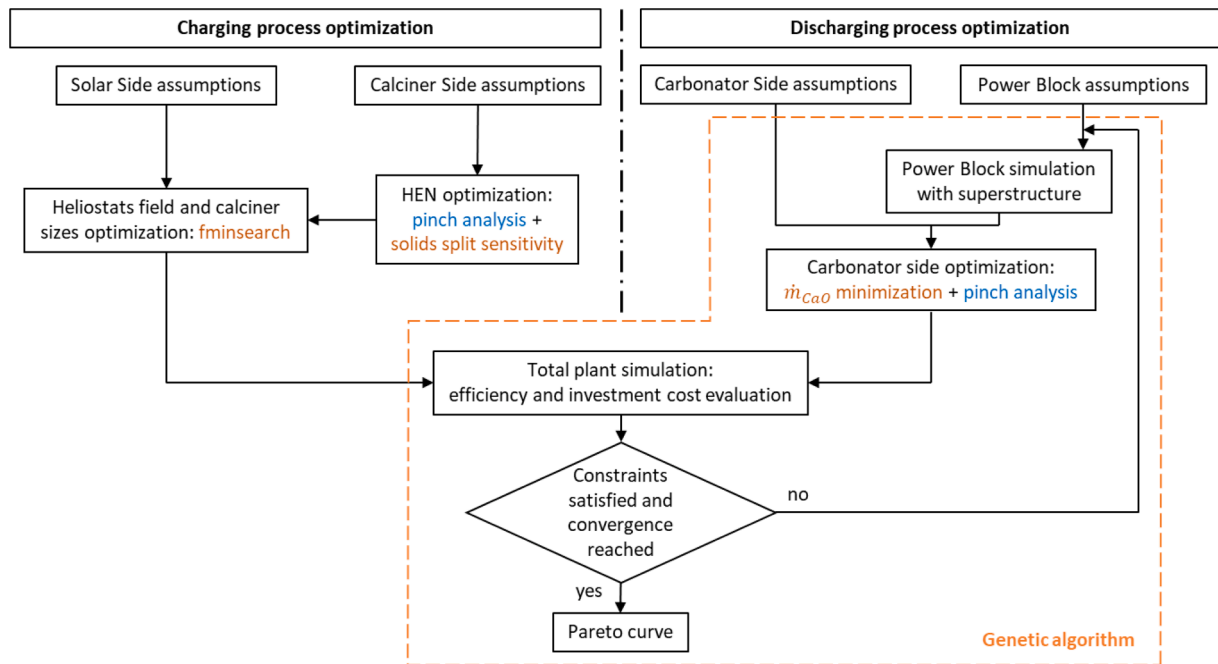 Charging process optimization
Discharging process optimization
Solar Side assumptions
Calciner Side assumptions
Carbonator Side assumptions
Power Block assumptions
Power Block simulation
with superstructure
Heliostats field and calciner
sizes optimization: fminsearch
HEN optimization:
pinch analysis +
solids split sensitivity
Carbonator side optimization:
ṁ_CaO minimization + pinch analysis
Total plant simulation:
efficiency and investment cost evaluation
Constraints
satisfied and
convergence
reached
no
yes
Pareto curve
Genetic algorithm